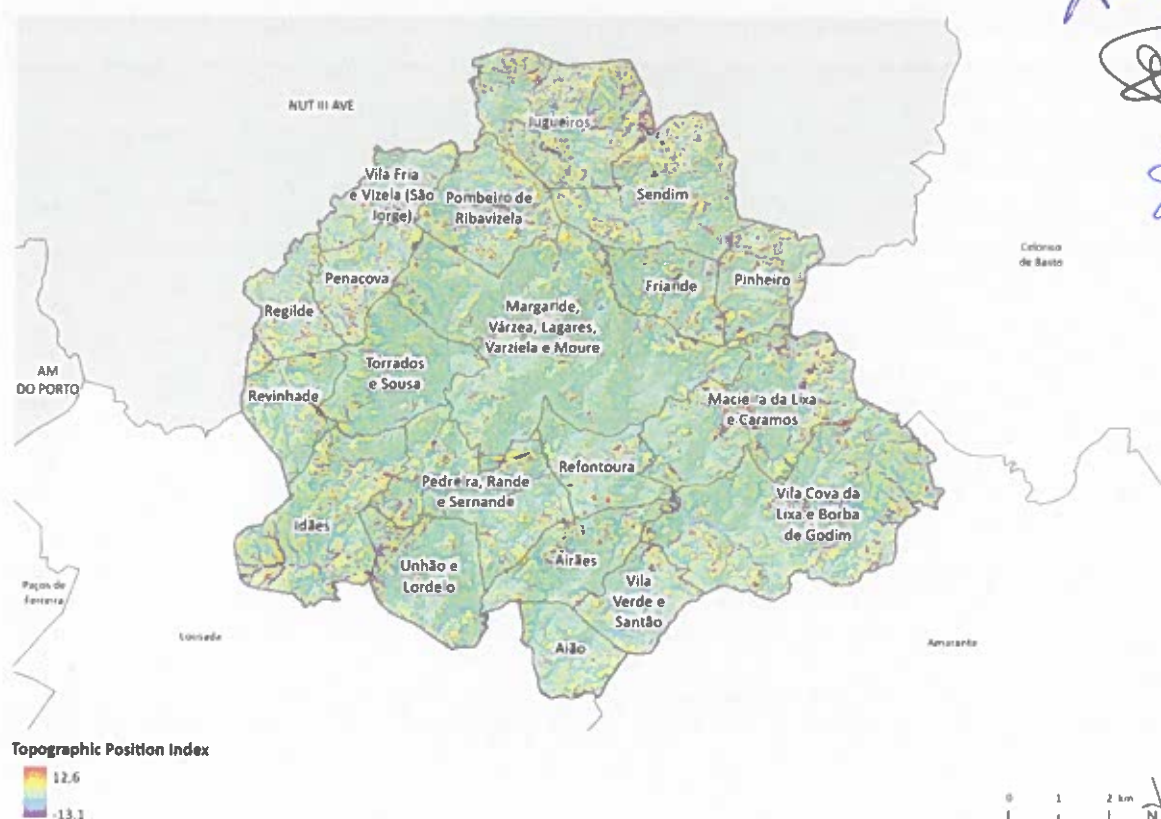 NUT III AVE
Jugueiros
Vila Fria
e Vizela (São
Jorge)
Pombeiro de
Ribavizela
Sendim
Celorico
de Basto
Penacova
Friande
Pinheiro
Regilde
Margaride,
Várzea, Lagares,
Varziela e Moure
AM
DO PORTO
Torrados
e Sousa
Revinhade
Macieira da Lixa
e Caramos
Refontoura
Pedreira, Rande
e Sernande
Vila Cova da
Lixa e Borba
de Godim
Idães
Airães
Unhão e
Lordelo
Vila
Verde e
Santão
Paços de
Ferreira
Lousada
Aião
Amarante
Topographic Position Index
12,6
-13,1
0 1 2 km
N